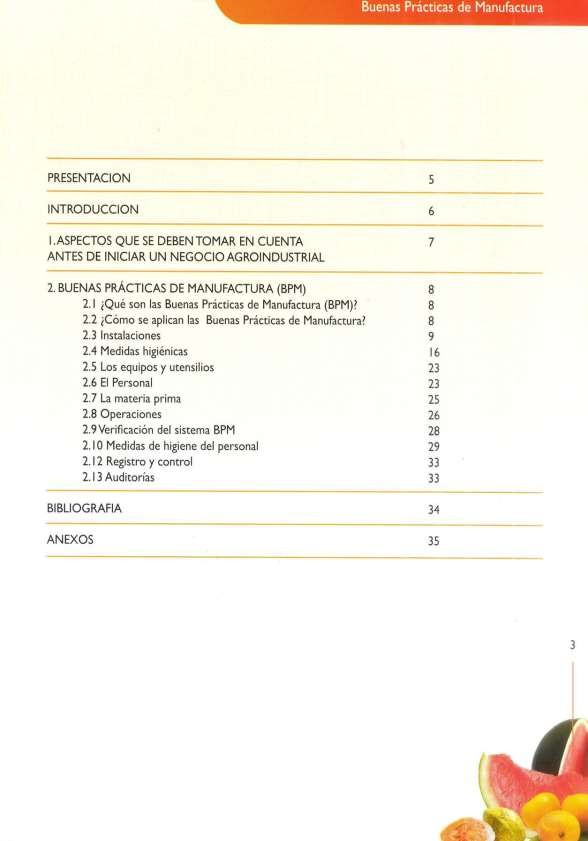 Buenas Prácticas de Manufactura
PRESENTACION 5
INTRODUCCION 6
1. ASPECTOS QUE SE DEBEN TOMAR EN CUENTA 7
ANTES DE INICIAR UN NEGOCIO AGROINDUSTRIAL
2. BUENAS PRÁCTICAS DE MANUFACTURA (BPM) 8
2.1 ¿Qué son las Buenas Prácticas de Manufactura (BPM)? 8
2.2 ¿Cómo se aplican las Buenas Prácticas de Manufactura? 8
2.3 Instalaciones 9
2.4 Medidas higiénicas 16
2.5 Los equipos y utensilios 23
2.6 El Personal 23
2.7 La materia prima 25
2.8 Operaciones 26
2.9 Verificación del sistema BPM 28
2.10 Medidas de higiene del personal 29
2.12 Registro y control 33
2.13 Auditorías 33
BIBLIOGRAFIA 34
ANEXOS 35
3